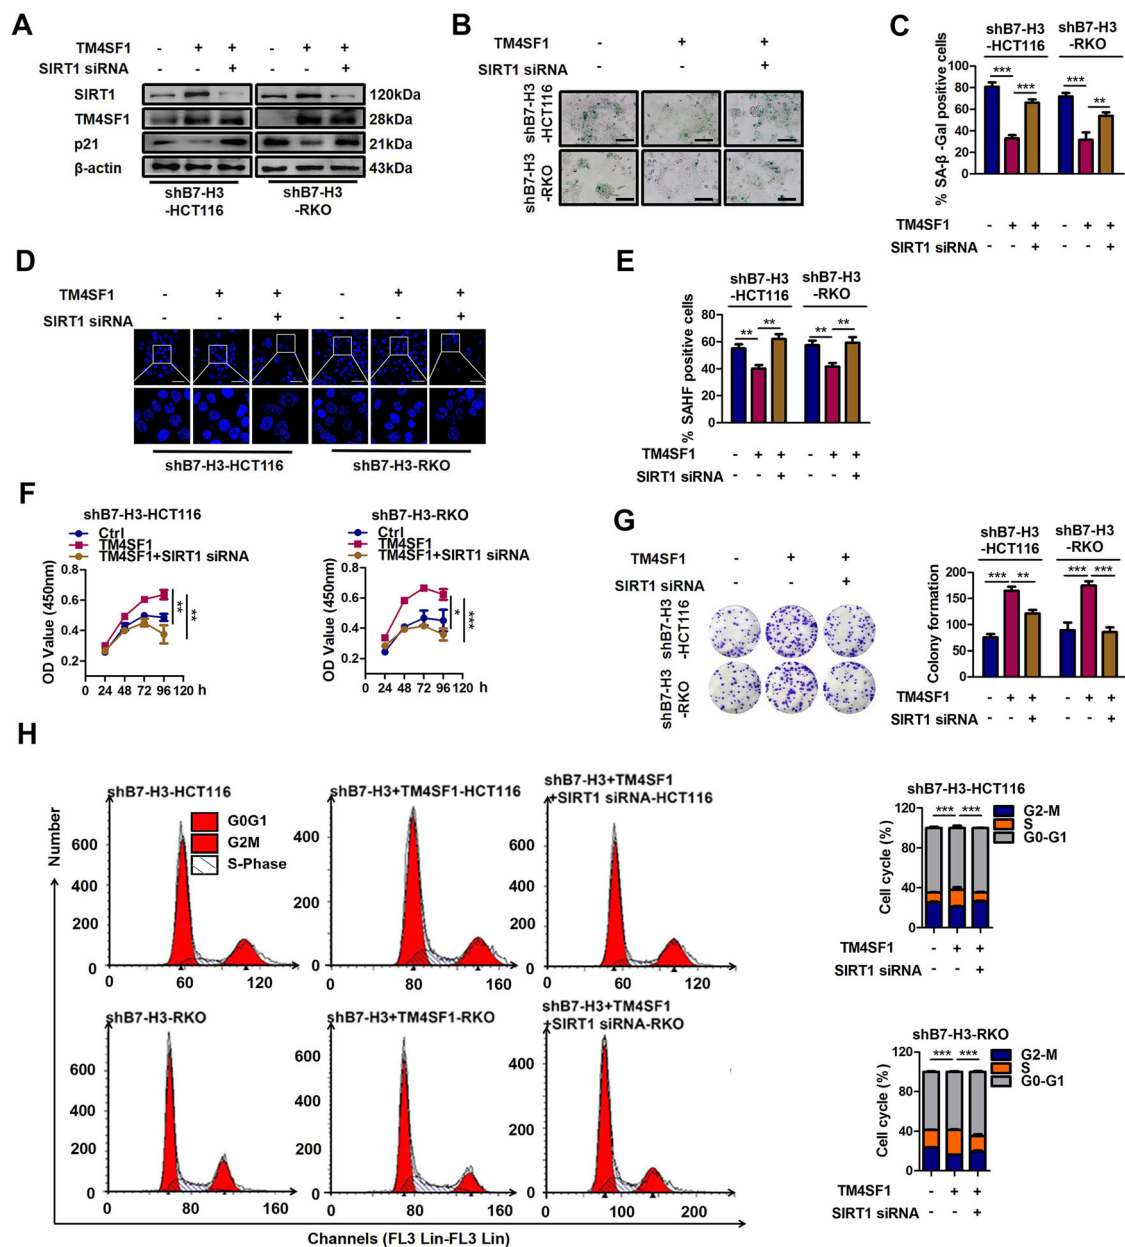 A
TM4SF1 - + + - + +
SIRT1 siRNA - - + - - +
SIRT1 120kDa
TM4SF1 28kDa
p21 21kDa
β-actin 43kDa
shB7-H3 shB7-H3
-HCT116 -RKO
B
TM4SF1 - + +
SIRT1 siRNA - - +
shB7-H3
-HCT116
shB7-H3
-RKO
C
shB7-H3
-HCT116
shB7-H3
-RKO
% SA-β -Gal positive cells
100
80
60
40
20
0
*** *** *** **
TM4SF1 - + + - + +
SIRT1 siRNA - - + - - +
D
TM4SF1 - + + - + +
SIRT1 siRNA - - + - - +
shB7-H3-HCT116 shB7-H3-RKO
E
shB7-H3
-HCT116
shB7-H3
-RKO
% SAHF positive cells
80
60
40
20
0
** ** ** **
TM4SF1 - + + - + +
SIRT1 siRNA - - + - - +
F
shB7-H3-HCT116
Ctrl
TM4SF1
TM4SF1+SIRT1 siRNA
OD Value (450nm)
0.8
0.6
0.4
0.2
0 24 48 72 96 120 h
** **
shB7-H3-RKO
Ctrl
TM4SF1
TM4SF1+SIRT1 siRNA
OD Value (450nm)
0.8
0.6
0.4
0.2
0 24 48 72 96 120 h
* ***
G
TM4SF1 - + +
SIRT1 siRNA - - +
shB7-H3
-HCT116
shB7-H3
-RKO
shB7-H3
-HCT116
shB7-H3
-RKO
Colony formation
200
150
100
50
0
*** ** *** ***
TM4SF1 - + + - + +
SIRT1 siRNA - - + - - +
H
Number
shB7-H3-HCT116
G0G1
G2M
S-Phase
600
400
200
0
0 60 120
shB7-H3+TM4SF1-HCT116
400
200
0
0 80 160
shB7-H3+TM4SF1
+SIRT1 siRNA-HCT116
600
400
200
0
0 60 120
shB7-H3-RKO
600
400
200
0
0 80 160
shB7-H3+TM4SF1-RKO
600
400
200
0
0 80 160
shB7-H3+TM4SF1
+SIRT1 siRNA-RKO
400
200
0
0 100 200
Channels (FL3 Lin-FL3 Lin)
shB7-H3-HCT116
Cell cycle (%)
120
80
40
0
*** ***
G2-M
S
G0-G1
TM4SF1 - + +
SIRT1 siRNA - - +
shB7-H3-RKO
Cell cycle (%)
120
80
40
0
*** ***
G2-M
S
G0-G1
TM4SF1 - + +
SIRT1 siRNA - - +